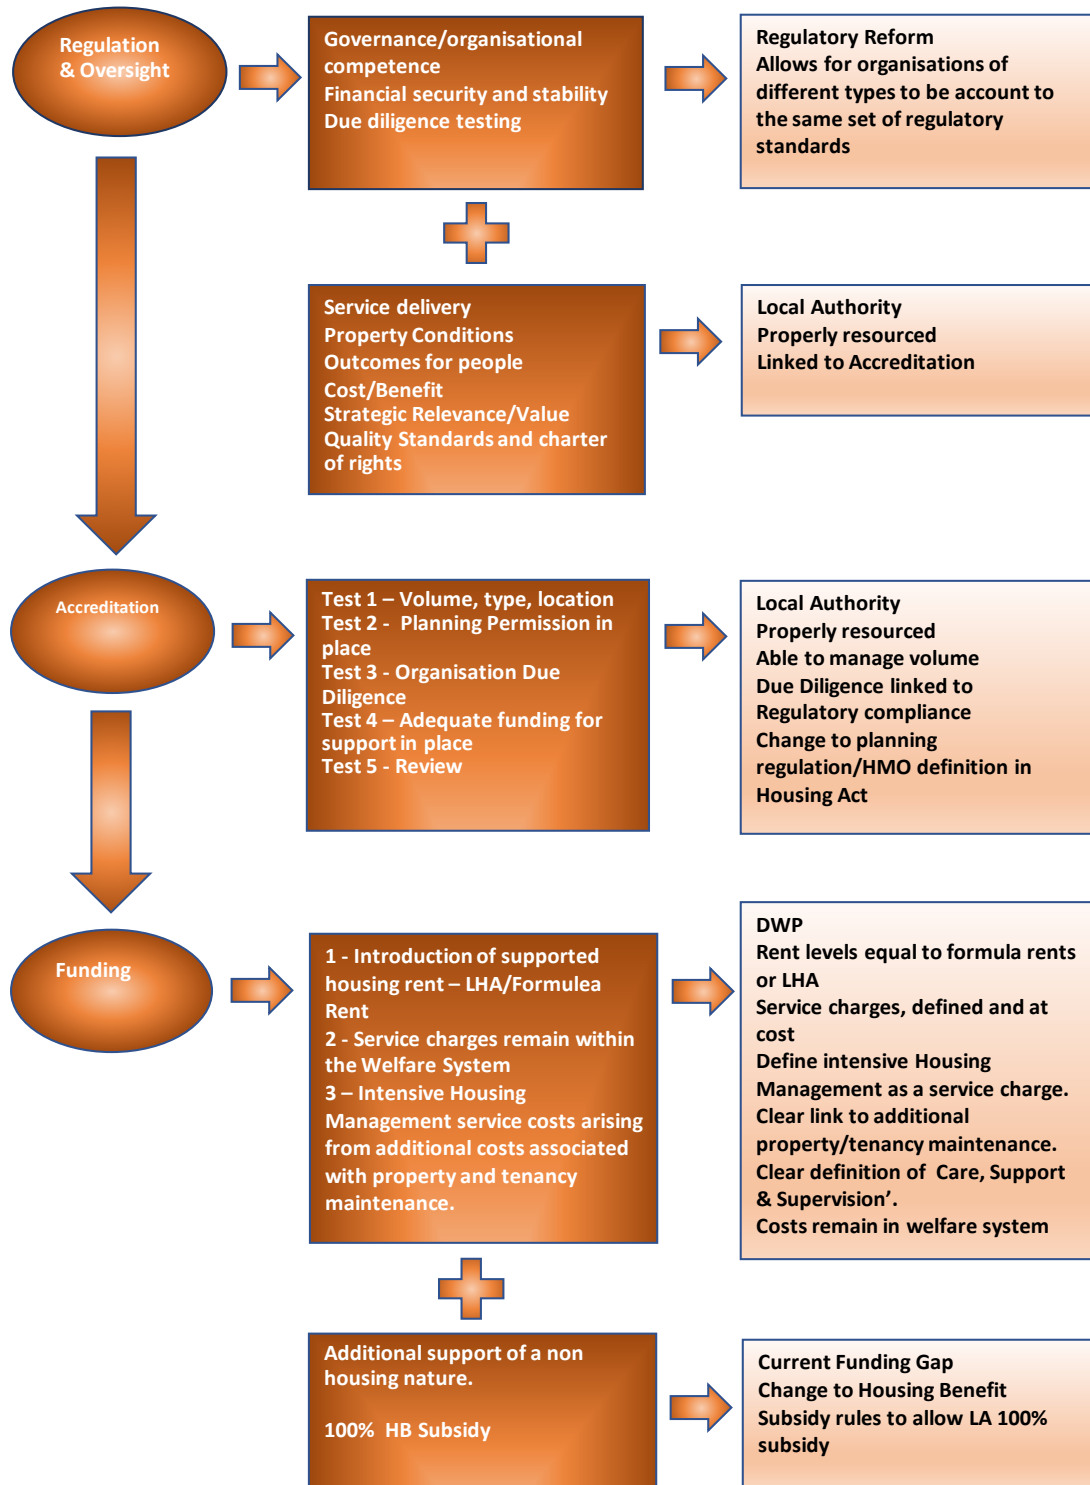 Regulation
& Oversight
Governance/organisational
competence
Financial security and stability
Due diligence testing
Regulatory Reform
Allows for organisations of
different types to be account to
the same set of regulatory
standards
Service delivery
Property Conditions
Outcomes for people
Cost/Benefit
Strategic Relevance/Value
Quality Standards and charter
of rights
Local Authority
Properly resourced
Linked to Accreditation
Accreditation
Test 1 – Volume, type, location
Test 2 - Planning Permission in
place
Test 3 - Organisation Due
Diligence
Test 4 – Adequate funding for
support in place
Test 5 - Review
Local Authority
Properly resourced
Able to manage volume
Due Diligence linked to
Regulatory compliance
Change to planning
regulation/HMO definition in
Housing Act
Funding
1 - Introduction of supported
housing rent – LHA/Formulea
Rent
2 - Service charges remain within
the Welfare System
3 – Intensive Housing
Management service costs arising
from additional costs associated
with property and tenancy
maintenance.
DWP
Rent levels equal to formula rents
or LHA
Service charges, defined and at
cost
Define intensive Housing
Management as a service charge.
Clear link to additional
property/tenancy maintenance.
Clear definition of Care, Support
& Supervision’.
Costs remain in welfare system
Additional support of a non
housing nature.
100% HB Subsidy
Current Funding Gap
Change to Housing Benefit
Subsidy rules to allow LA 100%
subsidy